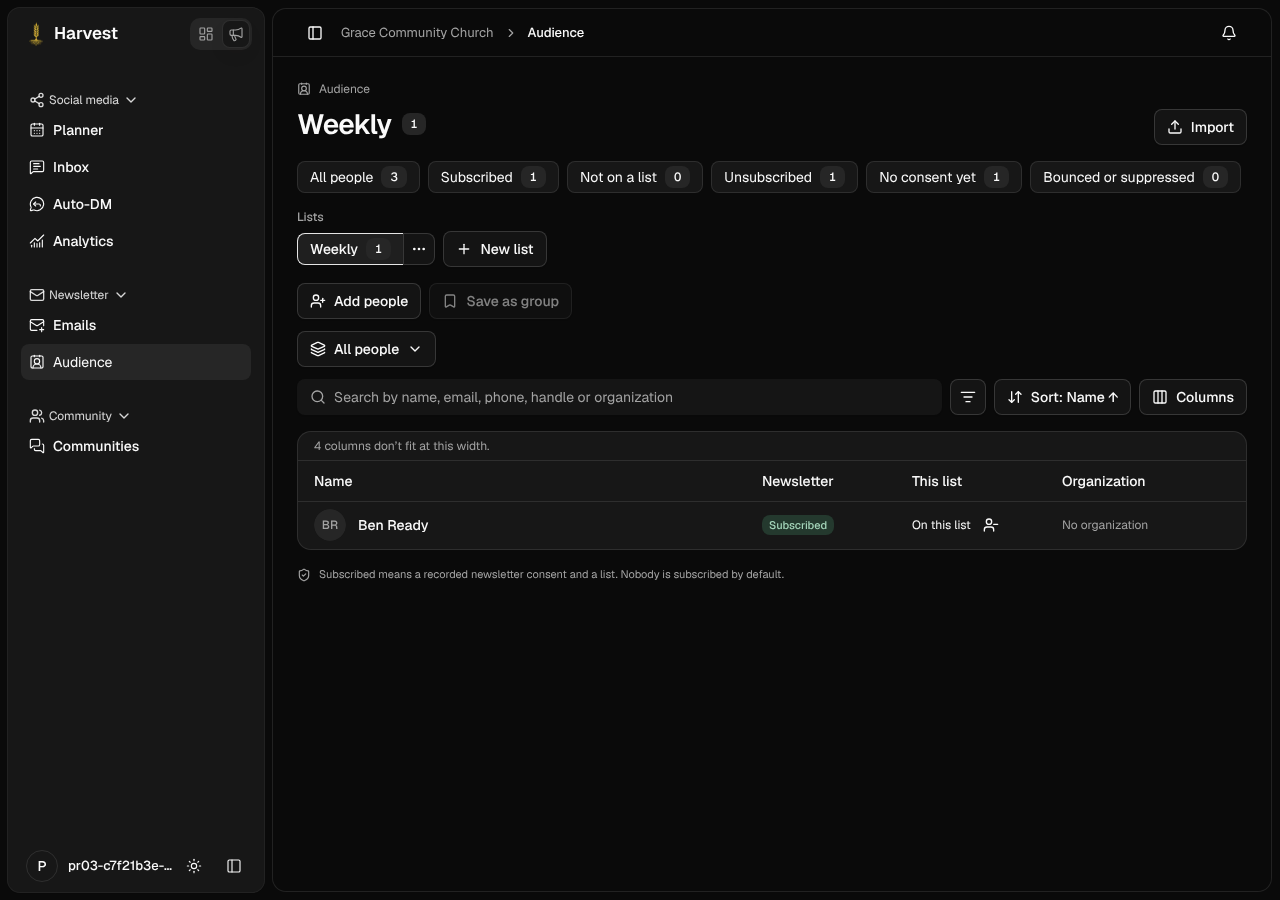 Harvest
Grace Community Church
Audience
Social media
Planner
Inbox
Auto-DM
Analytics
Newsletter
Emails
Audience
Community
Communities
P
pr03-c7f21b3e-...
Audience
Weekly 1
Import
All people 3
Subscribed 1
Not on a list 0
Unsubscribed 1
No consent yet 1
Bounced or suppressed 0
Lists
Weekly 1
New list
Add people
Save as group
All people
Search by name, email, phone, handle or organization
Sort: Name
Columns
4 columns don't fit at this width.
Name Newsletter This list Organization
BR Ben Ready Subscribed On this list No organization
Subscribed means a recorded newsletter consent and a list. Nobody is subscribed by default.